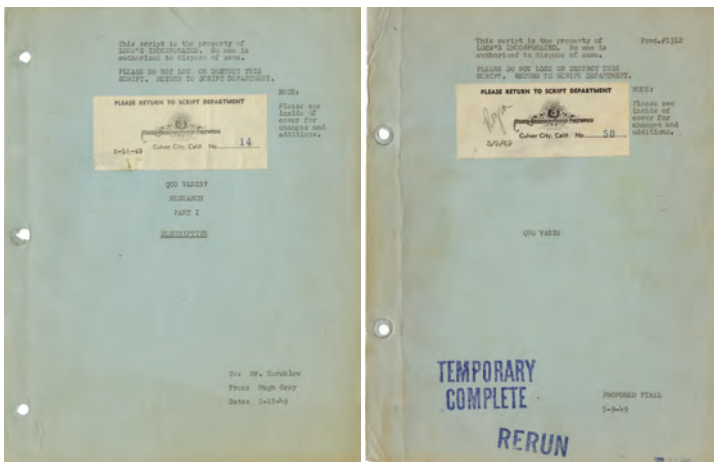 This script is the property of
LOEW'S INCORPORATED. No one is
authorized to dispose of same.
PLEASE DO NOT LOSE OR DESTROY THIS
SCRIPT. RETURN TO SCRIPT DEPARTMENT.
NOTE:
Please see
inside of
cover for
changes and
additions.
PLEASE RETURN TO SCRIPT DEPARTMENT
Culver City, Calif. No. 14
2-18-49
QUO VADIS?
RESEARCH
PART I
DESCRIPTIVE
To: Mr. Hornblow
From: Hugh Gray
Date: 2-18-49
This script is the property of
LOEW'S INCORPORATED. No one is
authorized to dispose of same.
Prod.#1312
PLEASE DO NOT LOSE OR DESTROY THIS
SCRIPT. RETURN TO SCRIPT DEPARTMENT.
NOTE:
Please see
inside of
cover for
changes and
additions.
PLEASE RETURN TO SCRIPT DEPARTMENT
Culver City, Calif. No. 50
QUO VADIS
TEMPORARY
COMPLETE
RERUN
PROPOSED FINAL
5-9-49